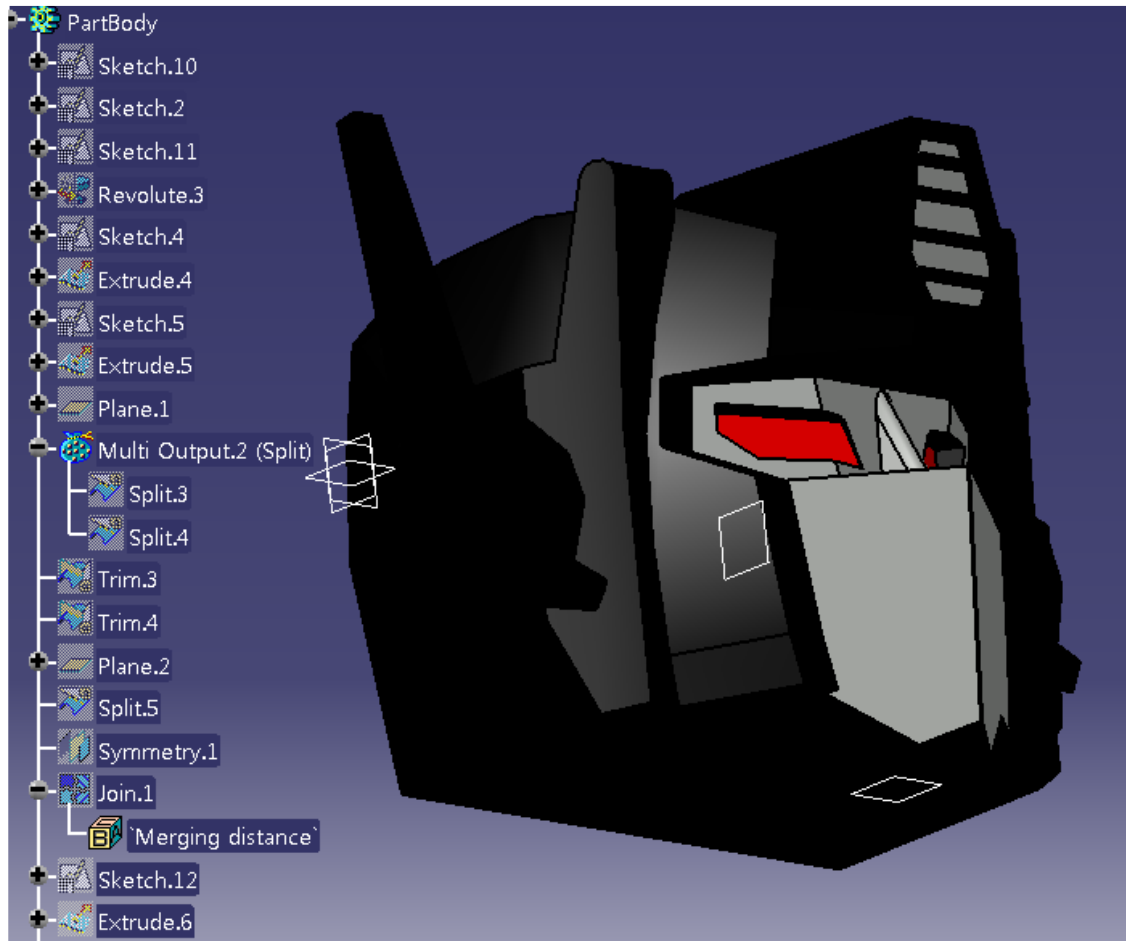 PartBody
Sketch.10
Sketch.2
Sketch.11
Revolute.3
Sketch.4
Extrude.4
Sketch.5
Extrude.5
Plane.1
Multi Output.2 (Split)
Split.3
Split.4
Trim.3
Trim.4
Plane.2
Split.5
Symmetry.1
Join.1
`Merging distance`
Sketch.12
Extrude.6